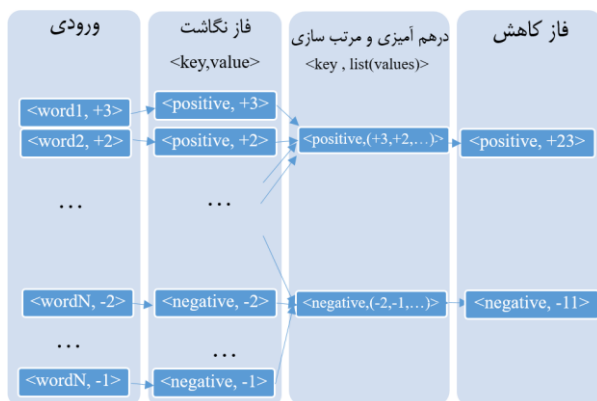 ورودی
فاز نگاشت
<key,value>
درهم آمیزی و مرتب سازی
<key , list(values)>
فاز کاهش
<word1, +3>
<positive, +3>
<word2, +2>
<positive, +2>
<positive,(+3,+2,…)>
<positive, +23>
…
…
<wordN, -2>
<negative, -2>
<negative,(-2,-1,…)>
<negative, -11>
…
…
<wordN, -1>
<negative, -1>